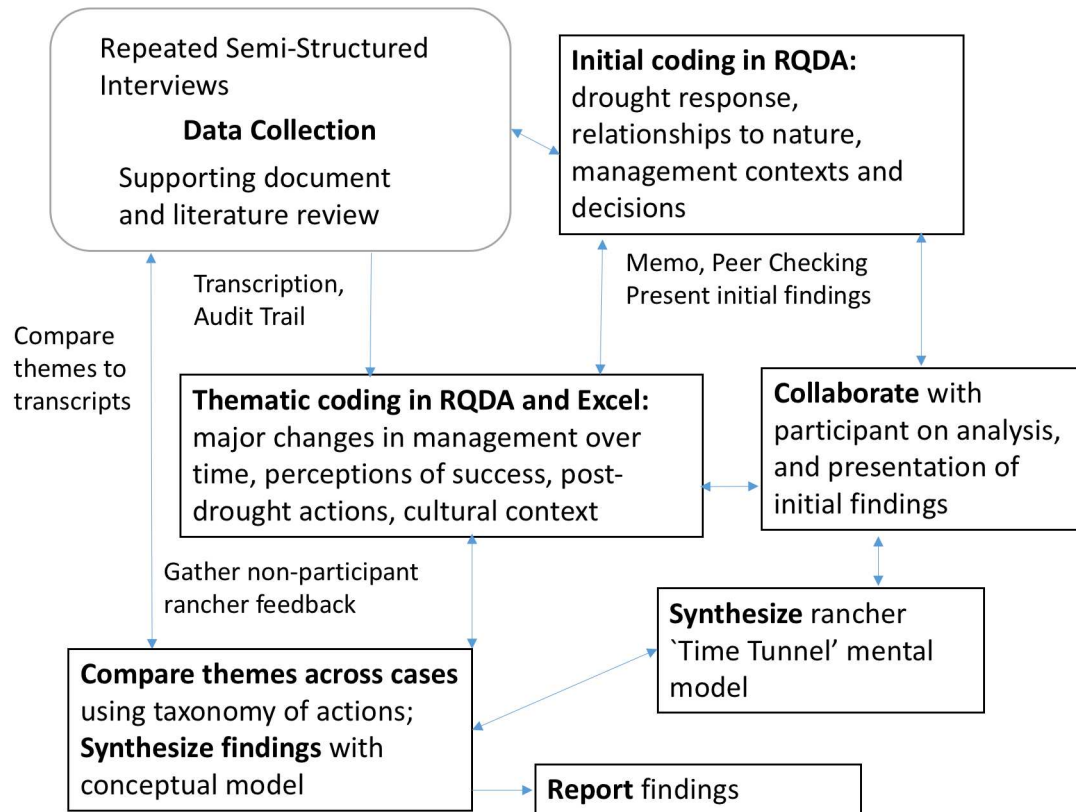 Repeated Semi-Structured
Interviews
Data Collection
Supporting document
and literature review
Initial coding in RQDA:
drought response,
relationships to nature,
management contexts and
decisions
Transcription,
Audit Trail
Memo, Peer Checking
Present initial findings
Compare
themes to
transcripts
Thematic coding in RQDA and Excel:
major changes in management over
time, perceptions of success, post-
drought actions, cultural context
Collaborate with
participant on analysis,
and presentation of
initial findings
Gather non-participant
rancher feedback
Synthesize rancher
`Time Tunnel’ mental
model
Compare themes across cases
using taxonomy of actions;
Synthesize findings with
conceptual model
Report findings